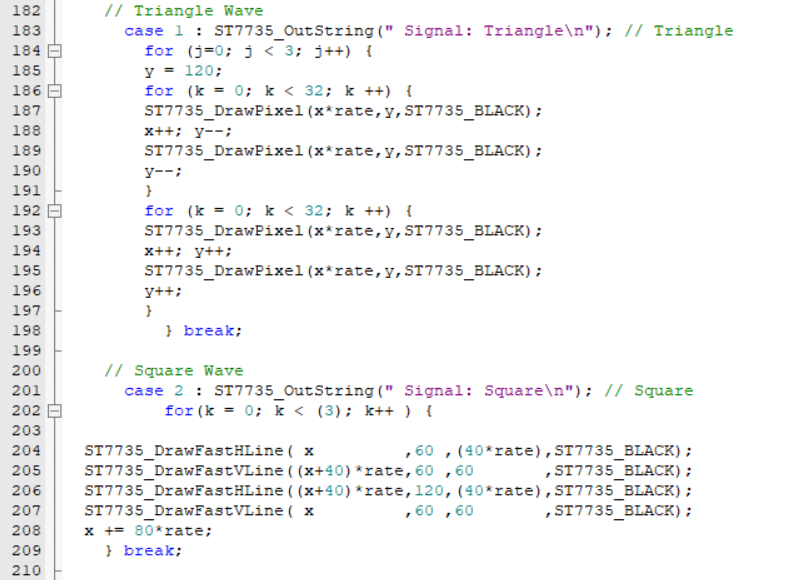 182 // Triangle Wave
183 case 1 : ST7735_OutString(" Signal: Triangle\n"); // Triangle
184 for (j=0; j < 3; j++) {
185 y = 120;
186 for (k = 0; k < 32; k ++) {
187 ST7735_DrawPixel(x*rate,y,ST7735_BLACK);
188 x++; y--;
189 ST7735_DrawPixel(x*rate,y,ST7735_BLACK);
190 y--;
191 }
192 for (k = 0; k < 32; k ++) {
193 ST7735_DrawPixel(x*rate,y,ST7735_BLACK);
194 x++; y++;
195 ST7735_DrawPixel(x*rate,y,ST7735_BLACK);
196 y++;
197 }
198 } break;
199
200 // Square Wave
201 case 2 : ST7735_OutString(" Signal: Square\n"); // Square
202 for(k = 0; k < (3); k++ ) {
203
204 ST7735_DrawFastHLine( x ,60 ,(40*rate),ST7735_BLACK);
205 ST7735_DrawFastVLine((x+40)*rate,60 ,60 ,ST7735_BLACK);
206 ST7735_DrawFastHLine((x+40)*rate,120,(40*rate),ST7735_BLACK);
207 ST7735_DrawFastVLine( x ,60 ,60 ,ST7735_BLACK);
208 x += 80*rate;
209 } break;
210